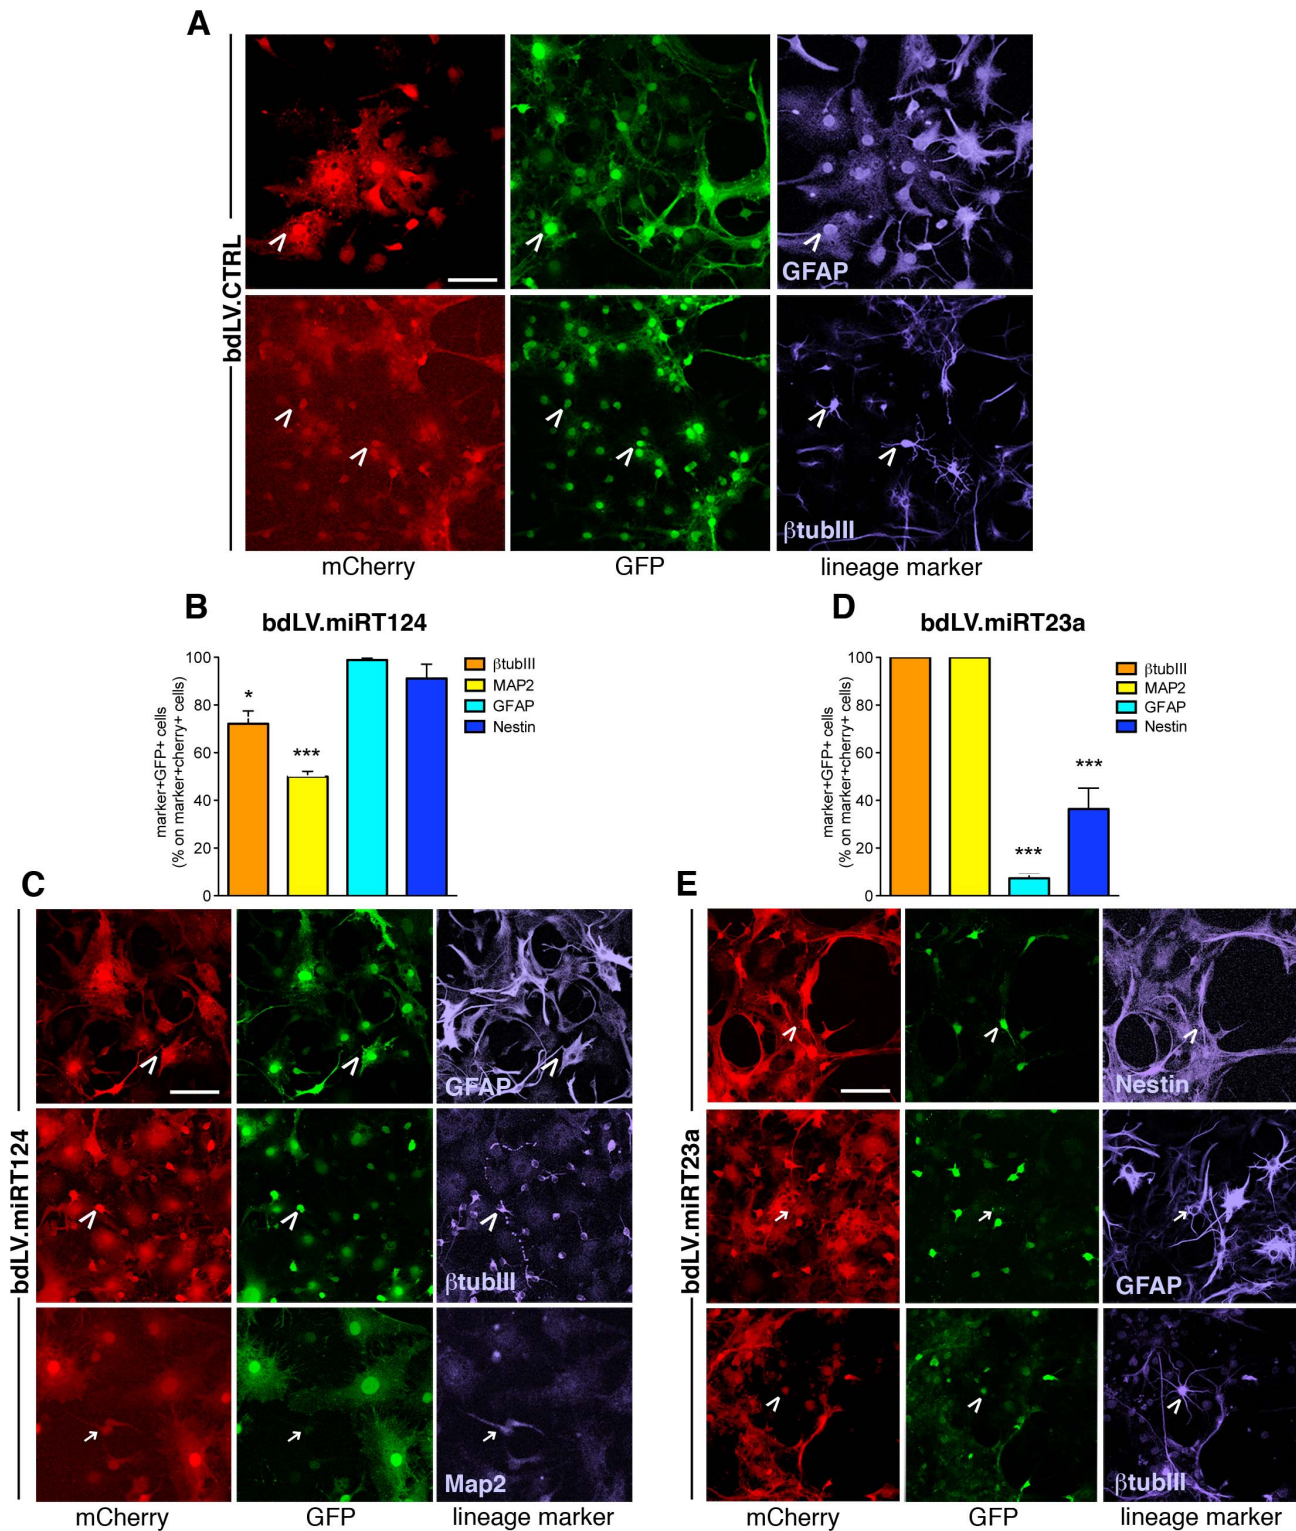 A
bdLV.CTRL
GFAP
βtubIII
mCherry
GFP
lineage marker
B
bdLV.miRT124
marker+GFP+ cells
(% on marker+cherry+ cells)
100
80
60
40
20
0
*
***
βtubIII
MAP2
GFAP
Nestin
D
bdLV.miRT23a
marker+GFP+ cells
(% on marker+cherry+ cells)
100
80
60
40
20
0
***
***
βtubIII
MAP2
GFAP
Nestin
C
bdLV.miRT124
GFAP
βtubIII
Map2
mCherry
GFP
lineage marker
E
bdLV.miRT23a
Nestin
GFAP
βtubIII
mCherry
GFP
lineage marker